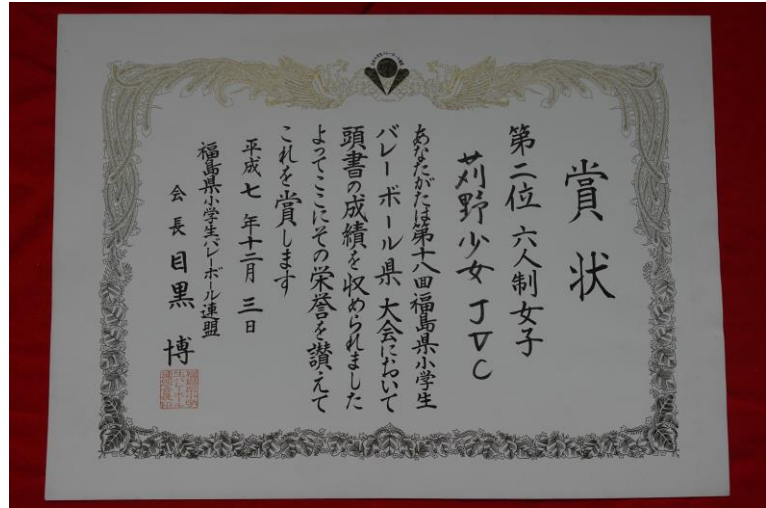 賞状
第二位 六人制女子
苅野少女JVC
あなたがたは第十八回福島県小学生
バレーボール県大会において
頭書の成績を収められました
よってここにその栄誉を讃えて
これを賞します
平成七年十二月三日
福島県小学生バレーボール連盟
会長 目黒 博